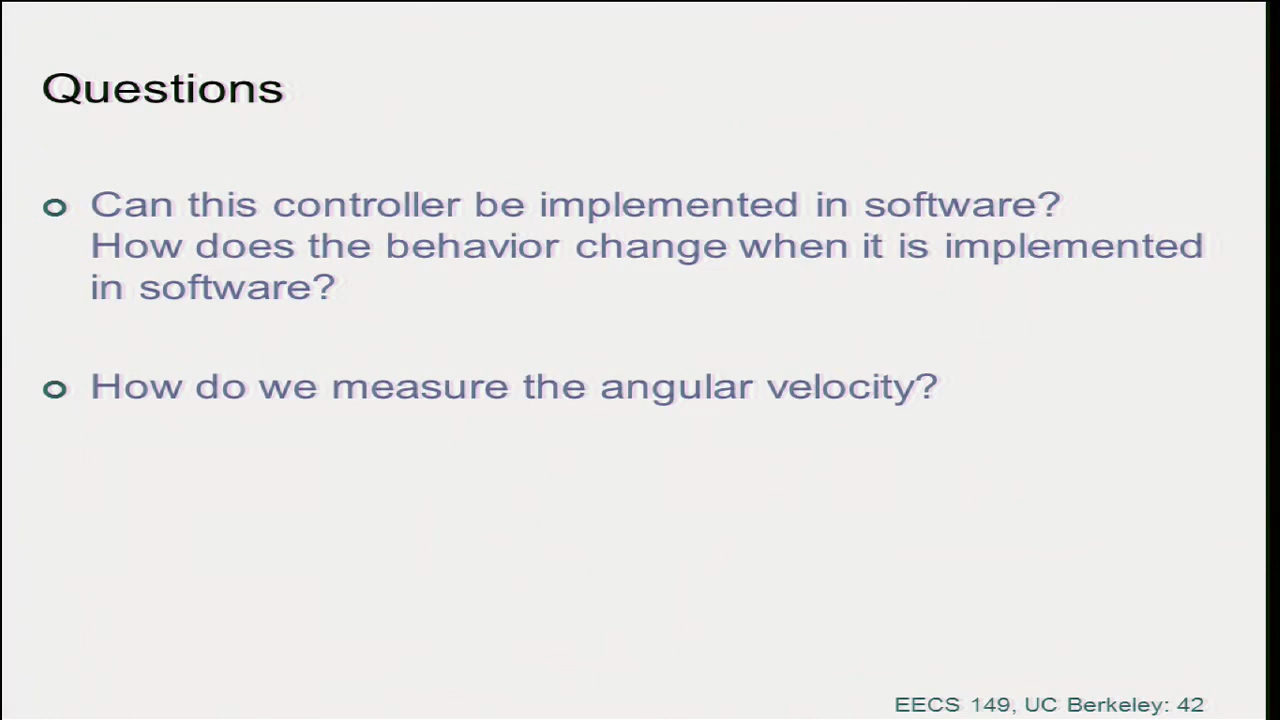 Questions
Can this controller be implemented in software?
How does the behavior change when it is implemented
in software?
How do we measure the angular velocity?
EECS 149, UC Berkeley: 42